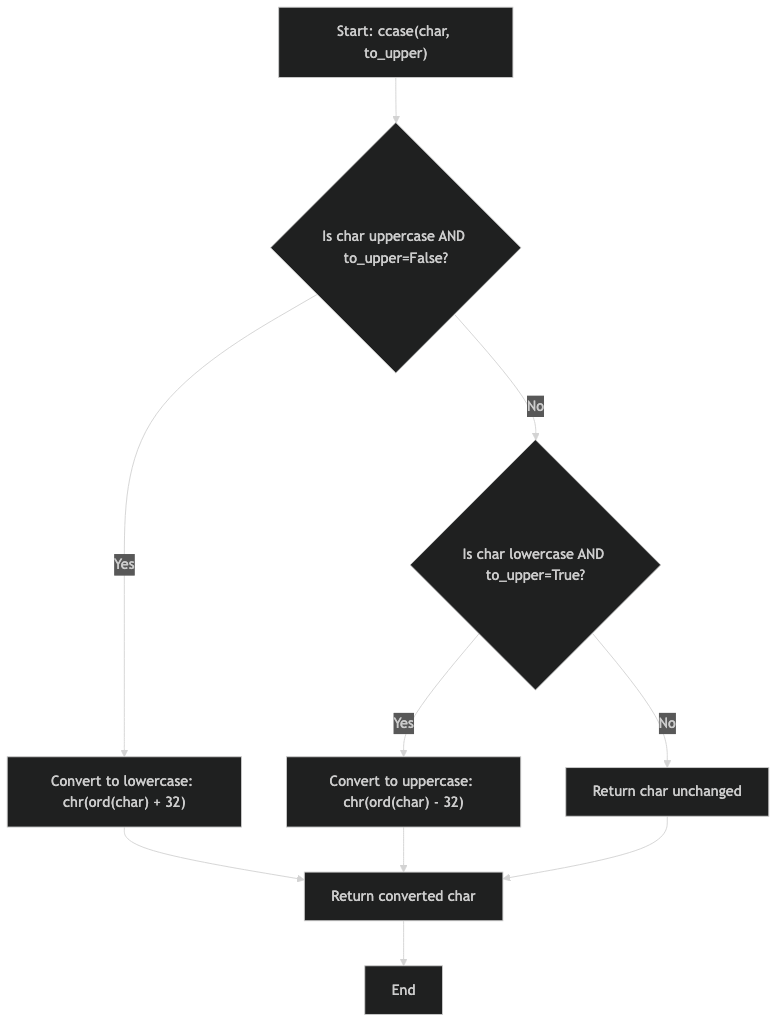 Start: ccase(char,
to_upper)
Is char uppercase AND
to_upper=False?
No
Is char lowercase AND
to_upper=True?
Yes
Yes
No
Convert to lowercase:
chr(ord(char) + 32)
Convert to uppercase:
chr(ord(char) - 32)
Return char unchanged
Return converted char
End